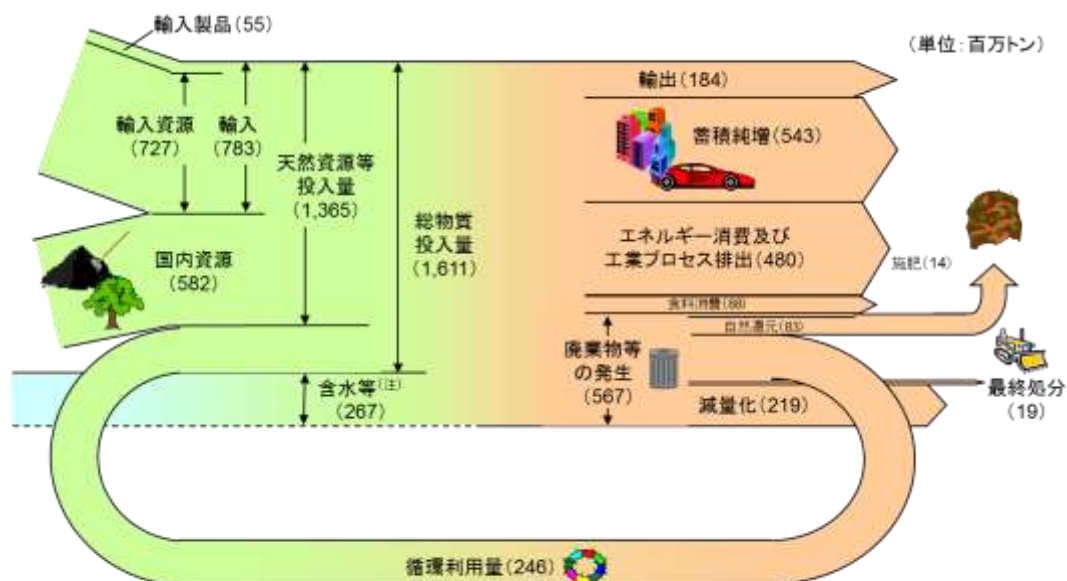 輸入製品(55)
(単位:百万トン)
輸出(184)
輸入資源
(727)
輸入
(783)
蓄積純増(543)
天然資源等
投入量
(1,365)
総物質
投入量
(1,611)
エネルギー消費及び
工業プロセス排出(480)
国内資源
(582)
施肥(14)
食料消費(88)
自然還元(83)
廃棄物等
の発生
(567)
含水等(注)
(267)
減量化(219)
最終処分
(19)
循環利用量(246)